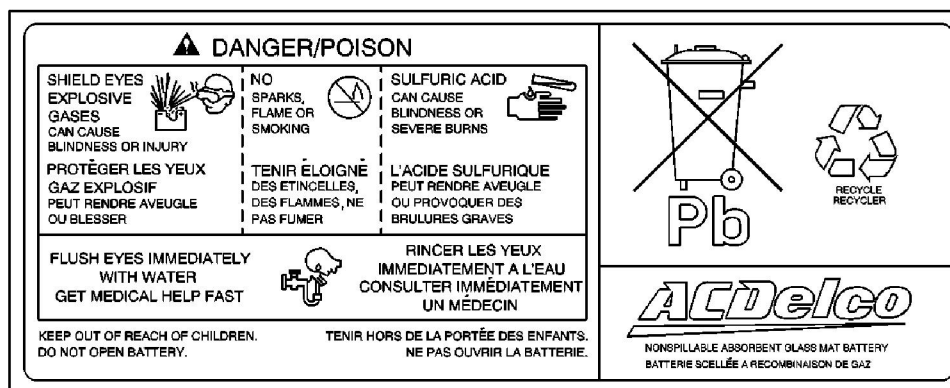 DANGER/POISON
SHIELD EYES
EXPLOSIVE
GASES
CAN CAUSE
BLINDNESS OR INJURY
PROTÉGER LES YEUX
GAZ EXPLOSIF
PEUT RENDRE AVEUGLE
OU BLESSER
NO
SPARKS,
FLAME OR
SMOKING
TENIR ÉLOIGNÉ
DES ETINCELLES,
DES FLAMMES, NE
PAS FUMER
SULFURIC ACID
CAN CAUSE
BLINDNESS OR
SEVERE BURNS
L'ACIDE SULFURIQUE
PEUT RENDRE AVEUGLE
OU PROVOQUER DES
BRULURES GRAVES
FLUSH EYES IMMEDIATELY
WITH WATER
GET MEDICAL HELP FAST
RINCER LES YEUX
IMMEDIATEMENT A L'EAU
CONSULTER IMMÉDIATEMENT
UN MÉDECIN
KEEP OUT OF REACH OF CHILDREN.
DO NOT OPEN BATTERY.
TENIR HORS DE LA PORTÉE DES ENFANTS.
NE PAS OUVRIR LA BATTERIE.
Pb
RECYCLE
RECYCLER
ACDelco
NONSPILLABLE ABSORBENT GLASS MAT BATTERY
BATTERIE SCELLÉE A RECOMBINAISON DE GAZ